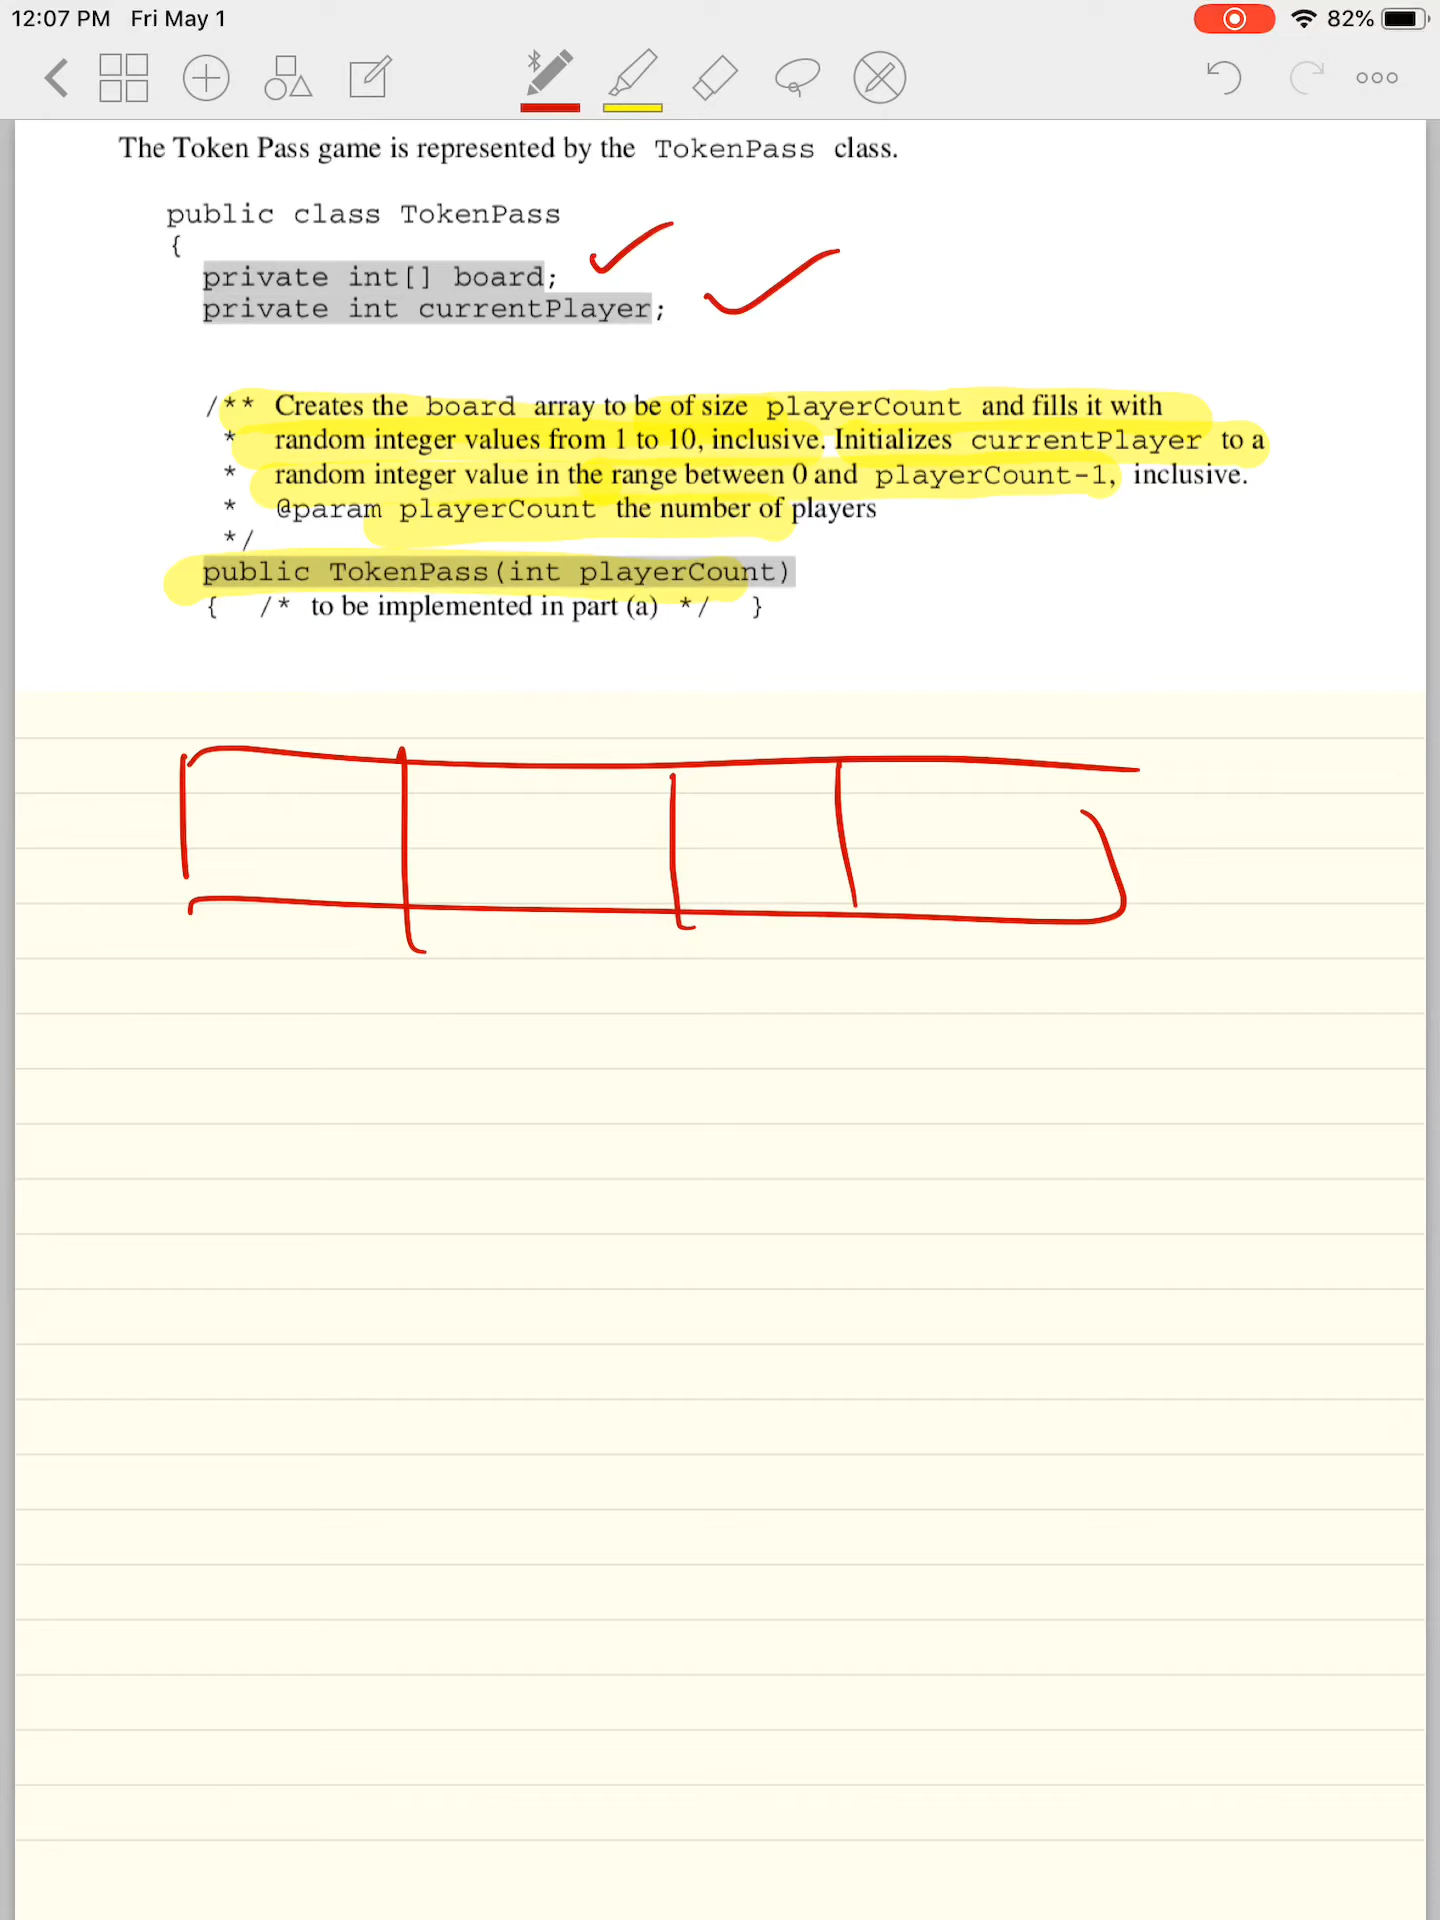 12:07 PM Fri May 1 82%
The Token Pass game is represented by the TokenPass class.
public class TokenPass
{
private int[] board;
private int currentPlayer;
/** Creates the board array to be of size playerCount and fills it with
* random integer values from 1 to 10, inclusive. Initializes currentPlayer to a
* random integer value in the range between 0 and playerCount-1, inclusive.
* @param playerCount the number of players
*/
public TokenPass(int playerCount)
{ /* to be implemented in part (a) */ }